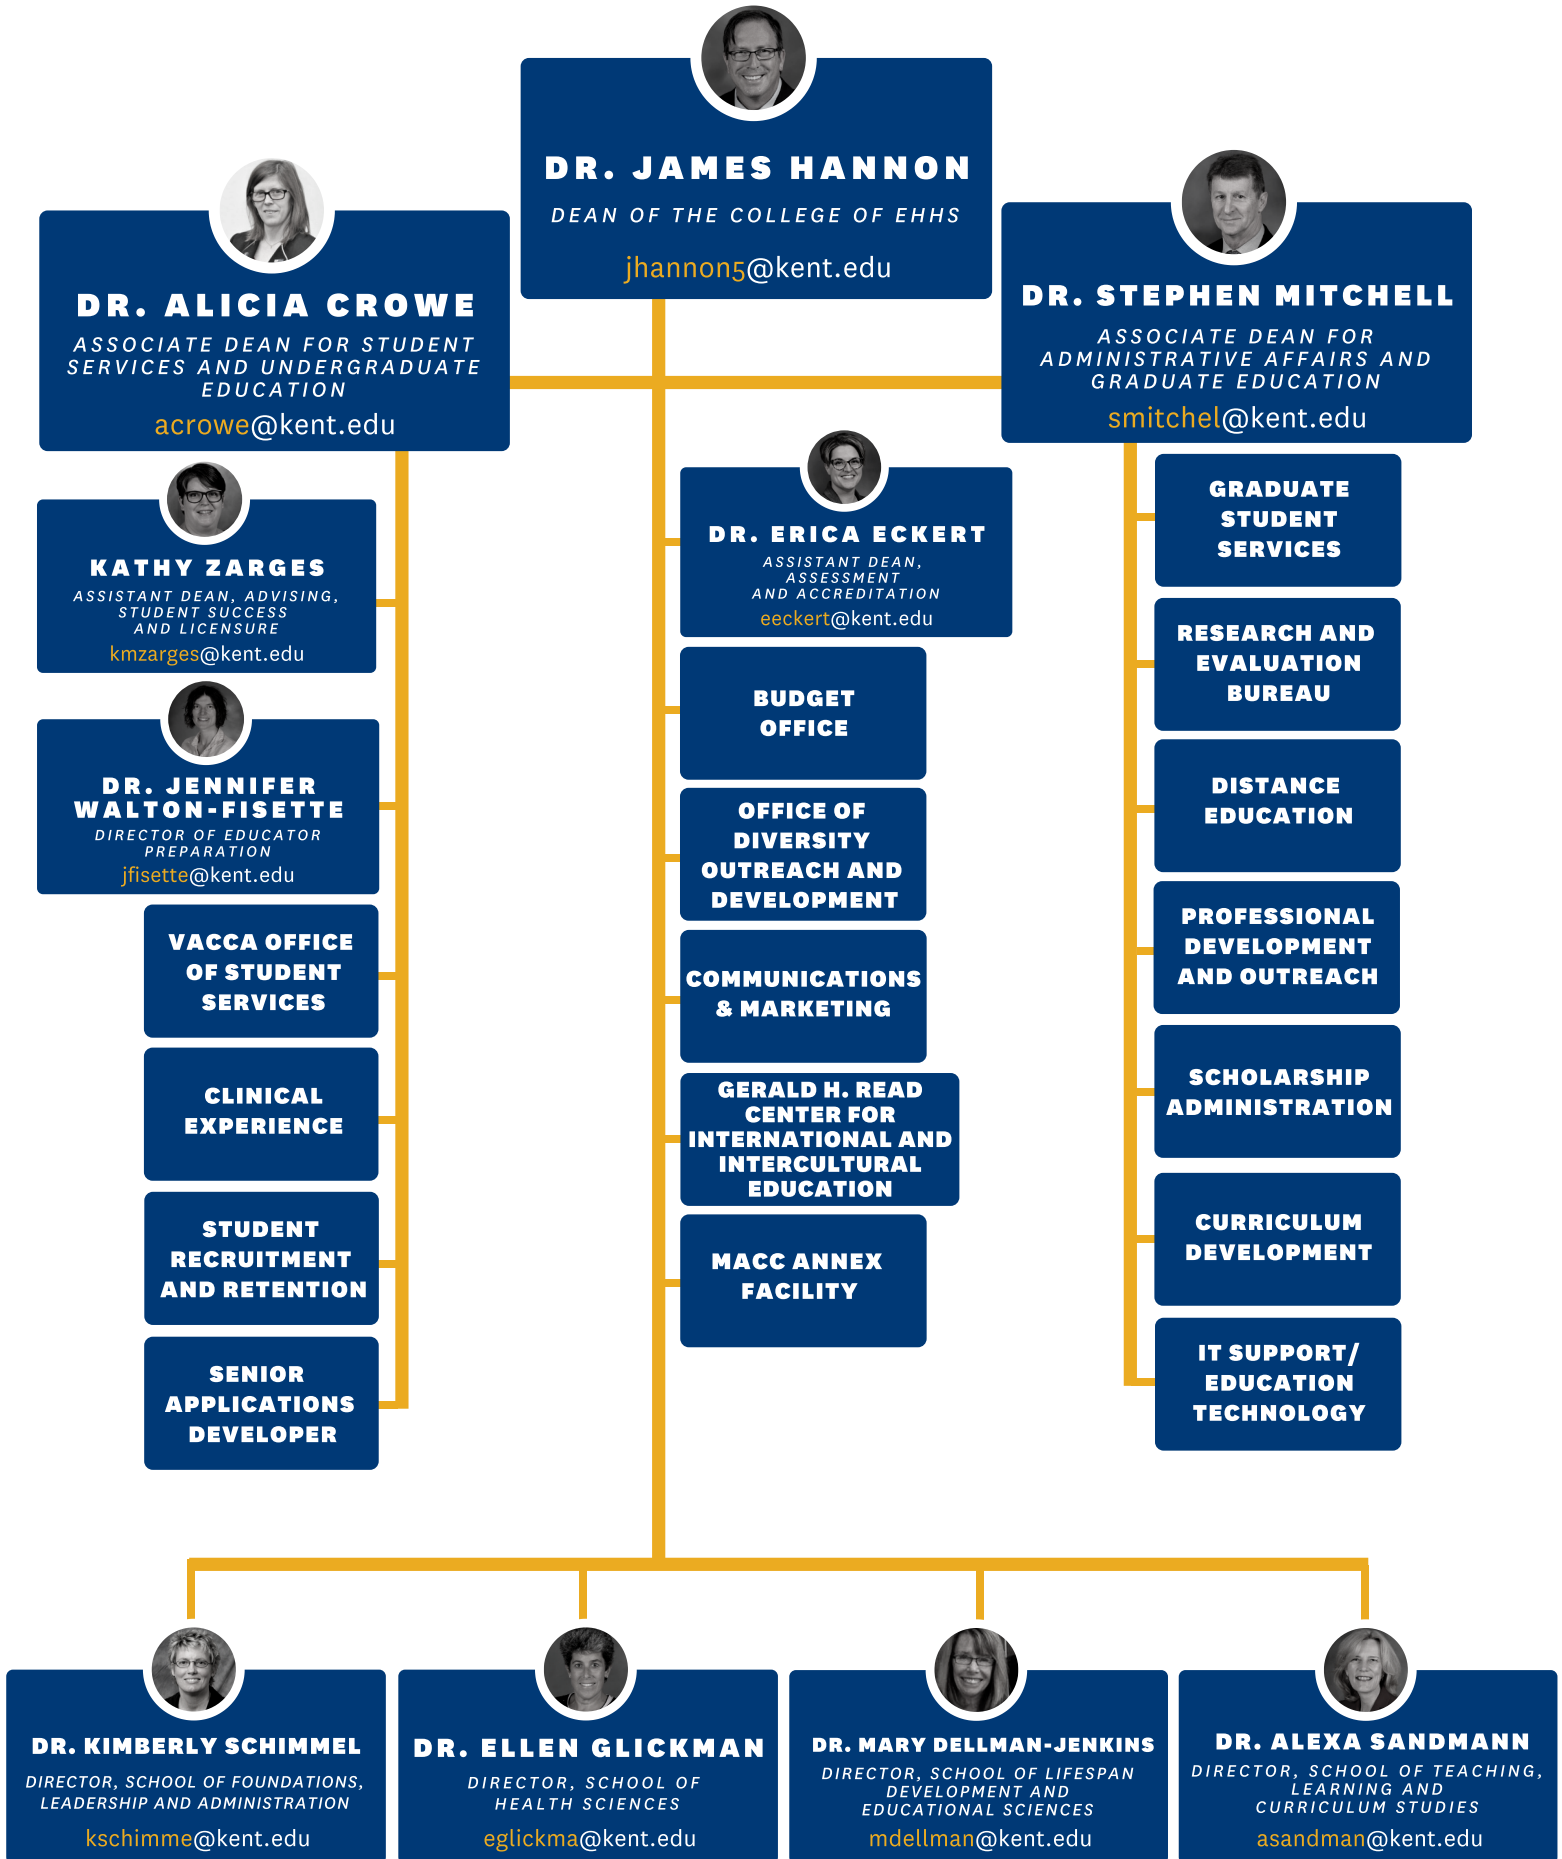 DR. JAMES HANNON
DEAN OF THE COLLEGE OF EHHS
jhannon5@kent.edu
DR. ALICIA CROWE
ASSOCIATE DEAN FOR STUDENT
SERVICES AND UNDERGRADUATE
EDUCATION
acrowe@kent.edu
DR. STEPHEN MITCHELL
ASSOCIATE DEAN FOR
ADMINISTRATIVE AFFAIRS AND
GRADUATE EDUCATION
smitchel@kent.edu
KATHY ZARGES
ASSISTANT DEAN, ADVISING,
STUDENT SUCCESS
AND LICENSURE
kmzarges@kent.edu
DR. JENNIFER
WALTON-FISETTE
DIRECTOR OF EDUCATOR
PREPARATION
jfisette@kent.edu
VACCA OFFICE
OF STUDENT
SERVICES
CLINICAL
EXPERIENCE
STUDENT
RECRUITMENT
AND RETENTION
SENIOR
APPLICATIONS
DEVELOPER
DR. ERICA ECKERT
ASSISTANT DEAN,
ASSESSMENT
AND ACCREDITATION
eeckert@kent.edu
BUDGET
OFFICE
OFFICE OF
DIVERSITY
OUTREACH AND
DEVELOPMENT
COMMUNICATIONS
& MARKETING
GERALD H. READ
CENTER FOR
INTERNATIONAL AND
INTERCULTURAL
EDUCATION
MACC ANNEX
FACILITY
GRADUATE
STUDENT
SERVICES
RESEARCH AND
EVALUATION
BUREAU
DISTANCE
EDUCATION
PROFESSIONAL
DEVELOPMENT
AND OUTREACH
SCHOLARSHIP
ADMINISTRATION
CURRICULUM
DEVELOPMENT
IT SUPPORT/
EDUCATION
TECHNOLOGY
DR. KIMBERLY SCHIMMEL
DIRECTOR, SCHOOL OF FOUNDATIONS,
LEADERSHIP AND ADMINISTRATION
kschimme@kent.edu
DR. ELLEN GLICKMAN
DIRECTOR, SCHOOL OF
HEALTH SCIENCES
eglickma@kent.edu
DR. MARY DELLMAN-JENKINS
DIRECTOR, SCHOOL OF LIFESPAN
DEVELOPMENT AND
EDUCATIONAL SCIENCES
mdellman@kent.edu
DR. ALEXA SANDMANN
DIRECTOR, SCHOOL OF TEACHING,
LEARNING AND
CURRICULUM STUDIES
asandman@kent.edu